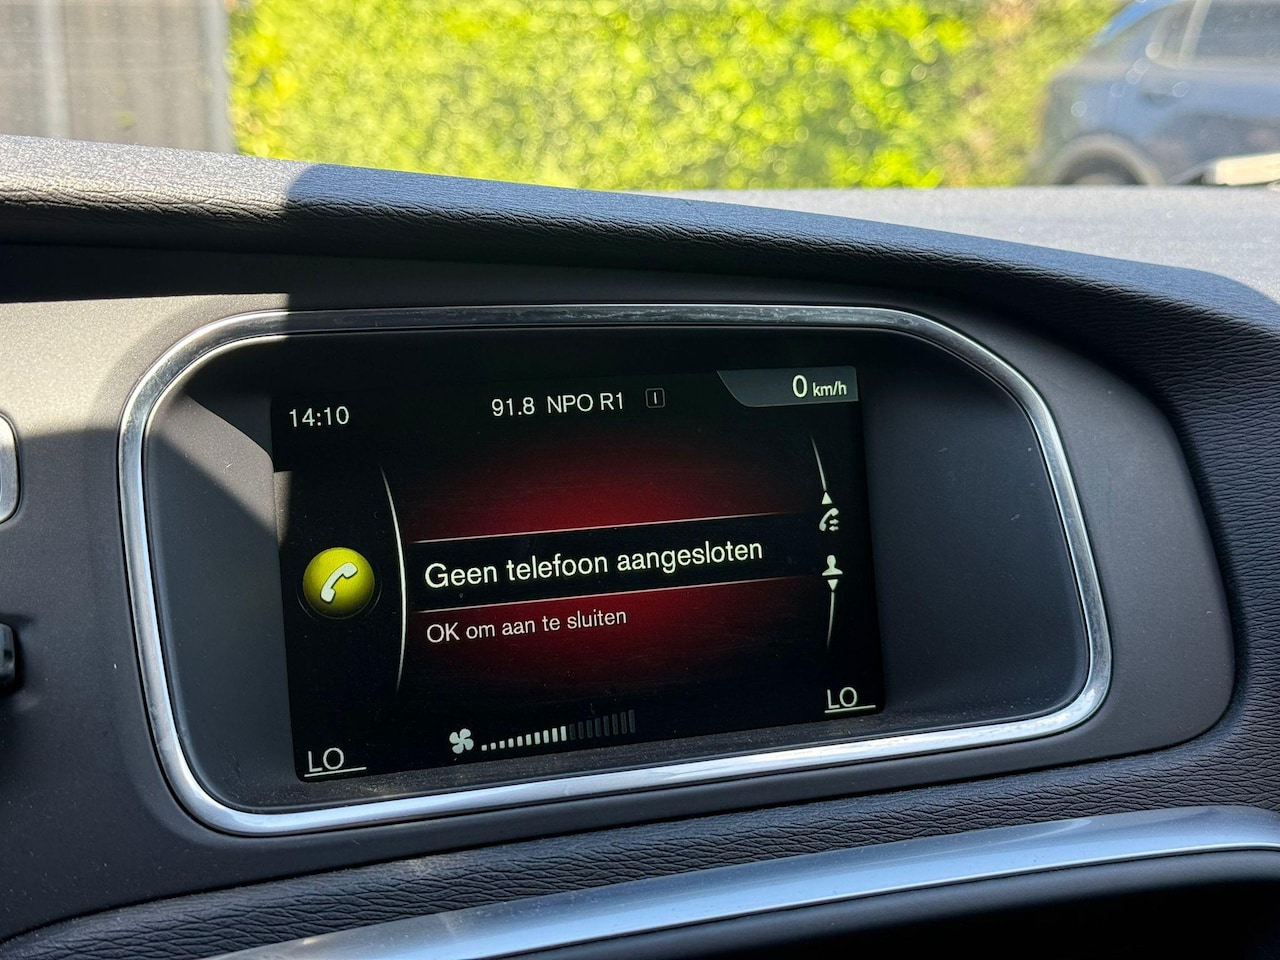 14:10
91.8 NPO R1 I
0 km/h
Geen telefoon aangesloten
OK om aan te sluiten
LO
LO